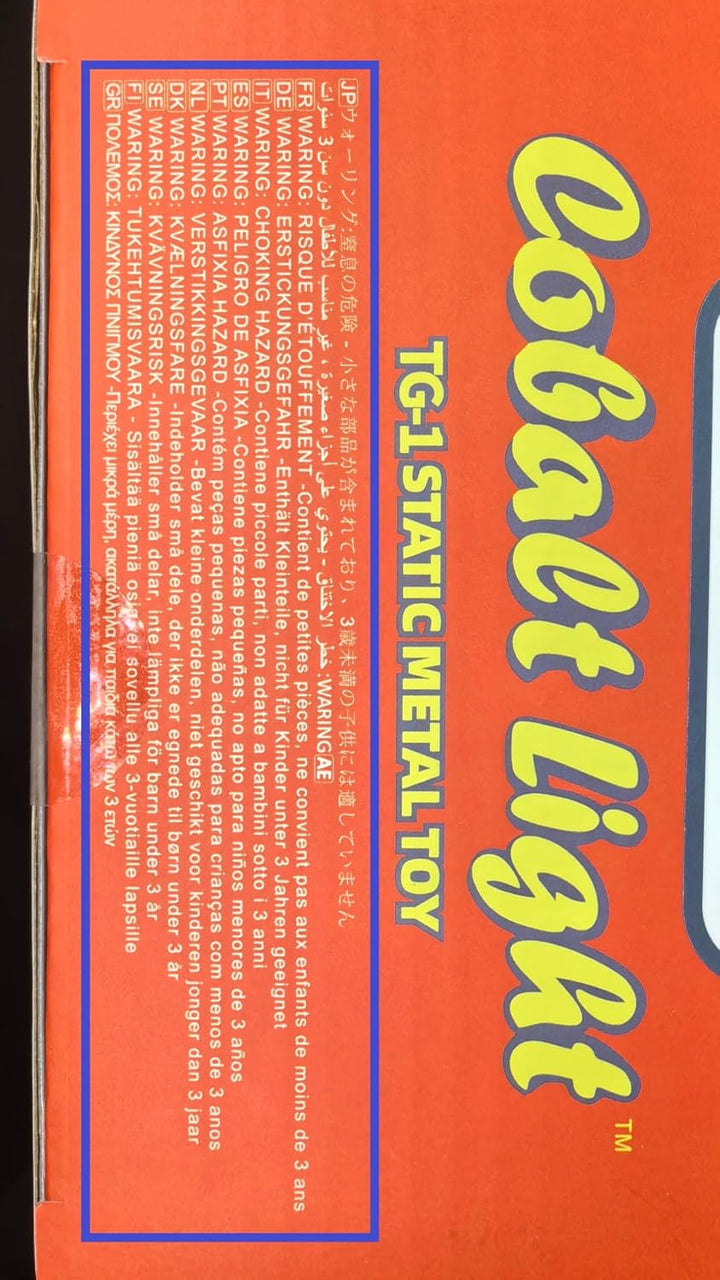 Cobalt Light™
TG-1 STATIC METAL TOY
JP ウォーリング:窒息の危険 - 小さな部品が含まれており、3歳未満の子供には適していません
AE WARING: خطر الاختناق - يحتوي على أجزاء صغيرة ، غير مناسب للأطفال دون سن 3 سنوات
FR WARING: RISQUE D'ÉTOUFFEMENT -Contient de petites pièces, ne convient pas aux enfants de moins de 3 ans
DE WARING: ERSTICKUNGSGEFAHR -Enthält Kleinteile, nicht für Kinder unter 3 Jahren geeignet
IT WARING: CHOKING HAZARD -Contiene piccole parti, non adatte a bambini sotto i 3 anni
ES WARING: PELIGRO DE ASFIXIA -Contiene piezas pequeñas, no apto para niños menores de 3 años
PT WARING: ASFIXIA HAZARD -Contém peças pequenas, não adequadas para crianças com menos de 3 anos
NL WARING: VERSTIKKINGSGEVAAR -Bevat kleine onderdelen, niet geschikt voor kinderen jonger dan 3 jaar
DK WARING: KVÆLNINGSFARE -Indeholder små dele, der ikke er egnede til børn under 3 år
SE WARING: KVÄVNINGSRISK -Innehåller små delar, inte lämpliga för barn under 3 år
FI WARING: TUKEHTUMISVAARA - Sisältää pieniä osia, ei sovellu alle 3-vuotiaille lapsille
GR ΠΟΛΕΜΟΣ: ΚΙΝΔΥΝΟΣ ΠΝΙΓΜΟΥ -Περιέχει μικρά μέρη, ακατάλληλα για παιδιά κάτω των 3 ετών